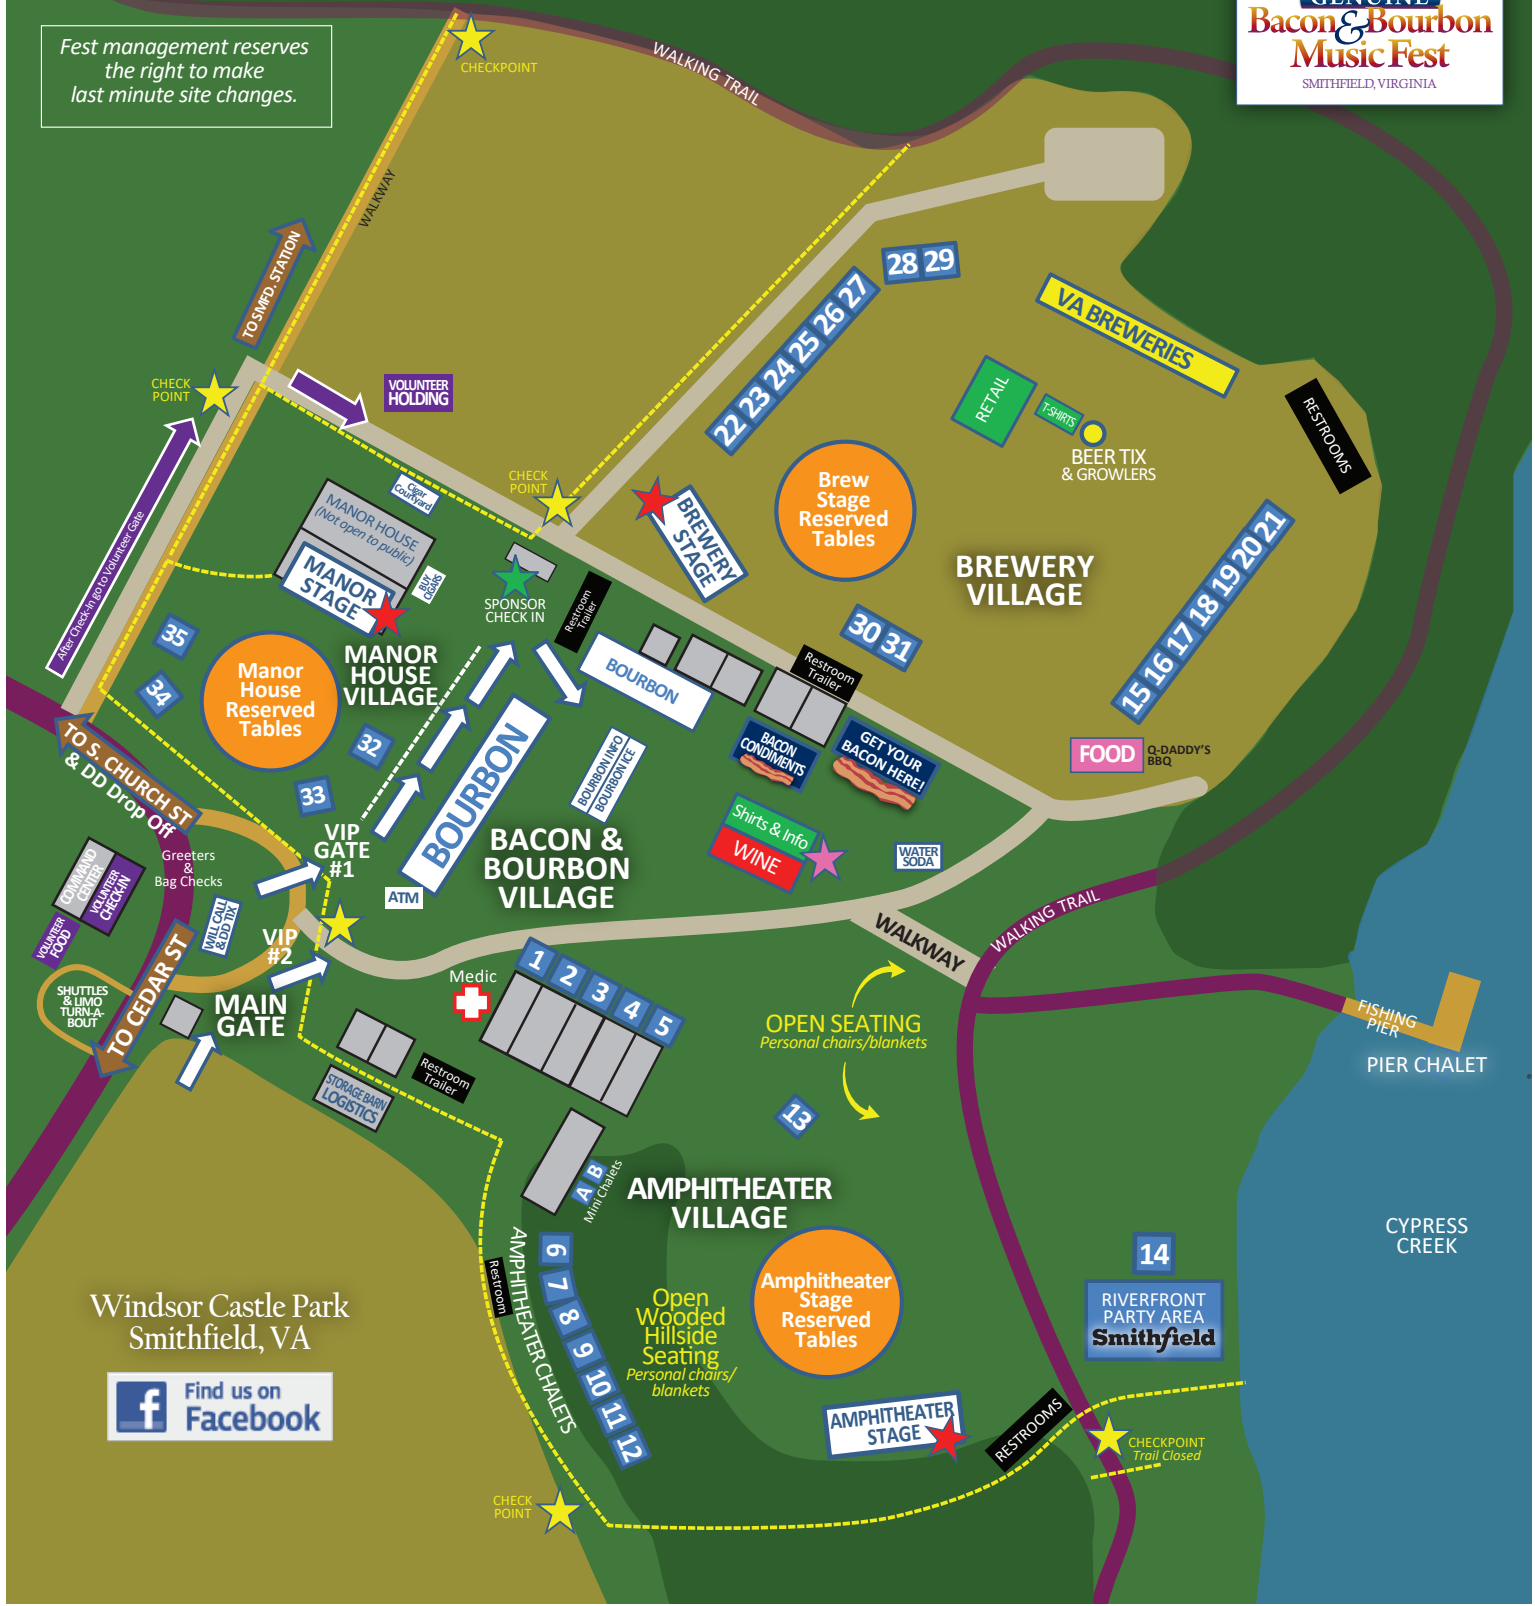 GENUINE
Bacon & Bourbon
Music Fest
SMITHFIELD, VIRGINIA
Fest management reserves
the right to make
last minute site changes.
CHECKPOINT
WALKING TRAIL
WALKWAY
TO SMFD. STATION
CHECK
POINT
VOLUNTEER
HOLDING
After Check-In go to Volunteer Gate
28 29
22 23 24 25 26 27
VA BREWERIES
RETAIL
T-SHIRTS
BEER TIX
& GROWLERS
RESTROOMS
Brew
Stage
Reserved
Tables
CHECK
POINT
BREWERY
STAGE
BREWERY
VILLAGE
15 16 17 18 19 20 21
30 31
FOOD
Q-DADDY'S
BBQ
Cigar
Courtyard
MANOR HOUSE
(Not open to public)
MANOR
STAGE
BUY
CIGARS
SPONSOR
CHECK IN
Restroom
Trailer
35
34
Manor
House
Reserved
Tables
MANOR
HOUSE
VILLAGE
32
33
BOURBON
Restroom
Trailer
BOURBON
BOURBON INFO
BOURBON ICE
BACON
CONDIMENTS
GET YOUR
BACON HERE!
Shirts & Info
WINE
WATER
SODA
BACON &
BOURBON
VILLAGE
TO S. CHURCH ST
& DD Drop Off
VIP
GATE
#1
Greeters
&
Bag Checks
COMMAND
CENTER
VOLUNTEER
CHECK-IN
VOLUNTEER
FOOD
WILL CALL
& DD TIX
ATM
VIP
#2
TO CEDAR ST
SHUTTLES
& LIMO
TURN-A-
BOUT
MAIN
GATE
WALKWAY
WALKING TRAIL
Medic
1 2 3 4 5
OPEN SEATING
Personal chairs/blankets
FISHING
PIER
PIER CHALET
Restroom
Trailer
STORAGE BARN
LOGISTICS
13
A B
Mini Chalets
AMPHITHEATER
VILLAGE
CYPRESS
CREEK
AMPHITHEATER CHALETS
Restroom
6
7
8
9
10
11
12
Open
Wooded
Hillside
Seating
Personal chairs/
blankets
Amphitheater
Stage
Reserved
Tables
14
RIVERFRONT
PARTY AREA
Smithfield
AMPHITHEATER
STAGE
RESTROOMS
CHECKPOINT
Trail Closed
CHECK
POINT
Windsor Castle Park
Smithfield, VA
f
Find us on
Facebook